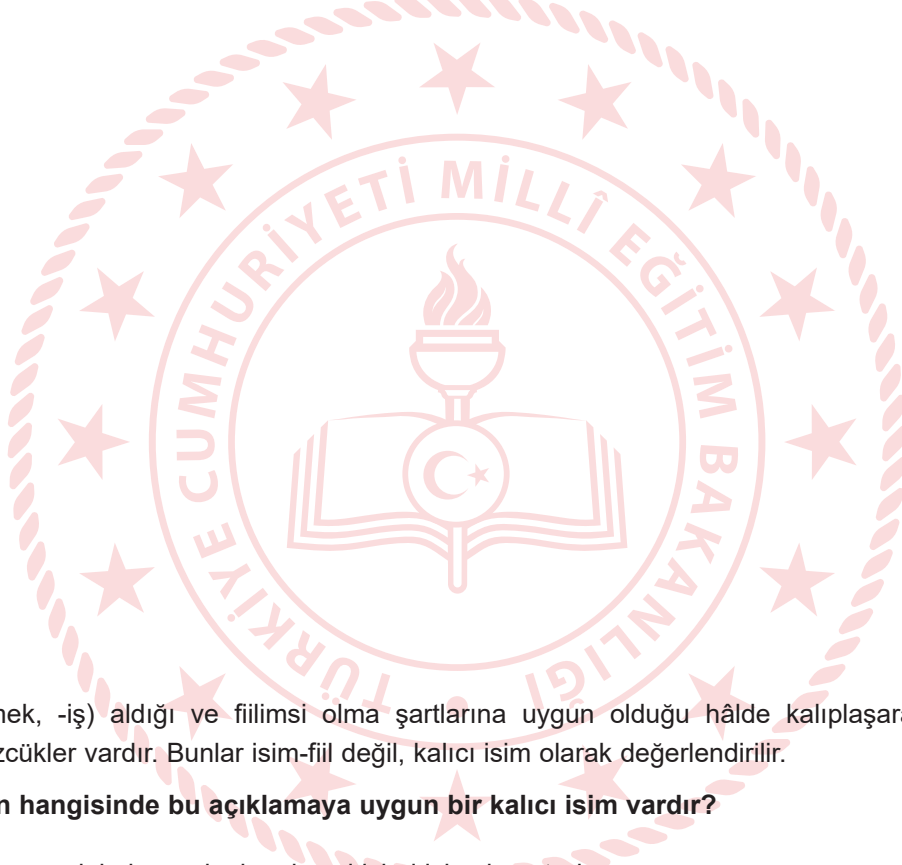 TÜRKİYE CUMHURİYETİ MİLLÎ EĞİTİM BAKANLIĞI
mek, -iş) aldığı ve fiilimsi olma şartlarına uygun olduğu hâlde kalıplaşara
zcükler vardır. Bunlar isim-fiil değil, kalıcı isim olarak değerlendirilir.
n hangisinde bu açıklamaya uygun bir kalıcı isim vardır?